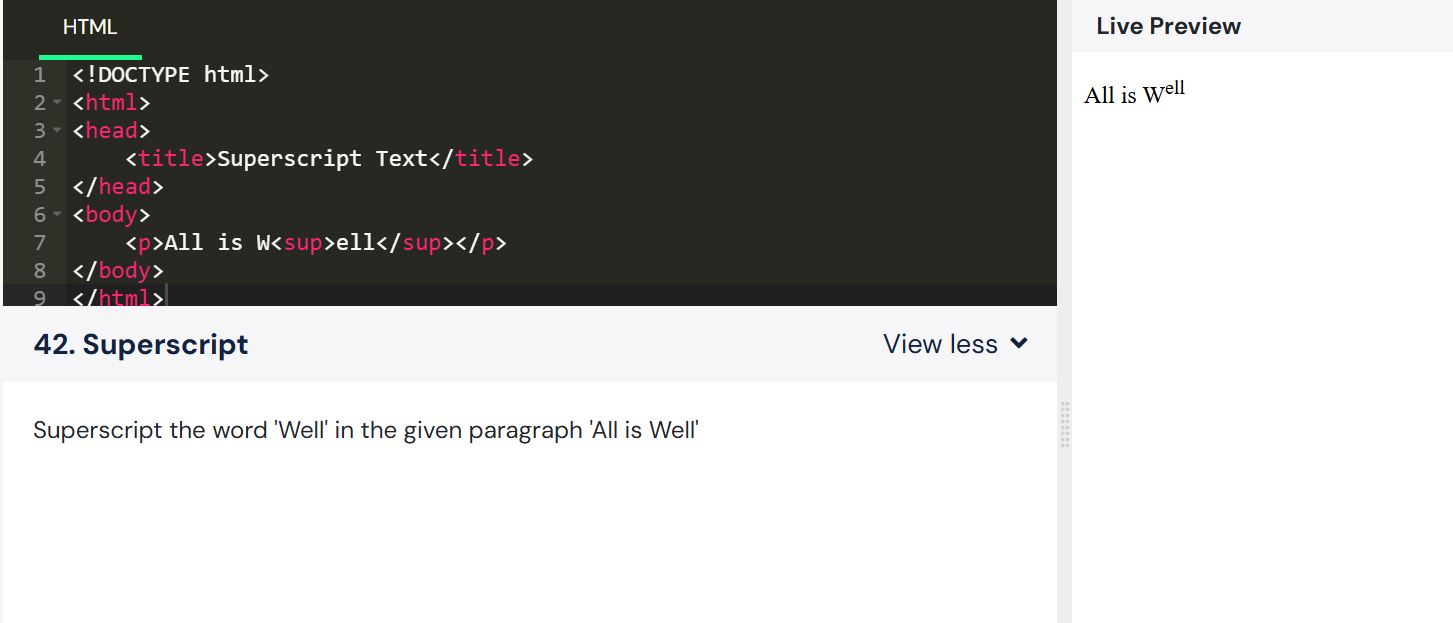 HTML
1 <!DOCTYPE html>
2 <html>
3 <head>
4     <title>Superscript Text</title>
5 </head>
6 <body>
7     <p>All is W<sup>ell</sup></p>
8 </body>
9 </html>
42. Superscript
View less
Superscript the word 'Well' in the given paragraph 'All is Well'
Live Preview
All is Well